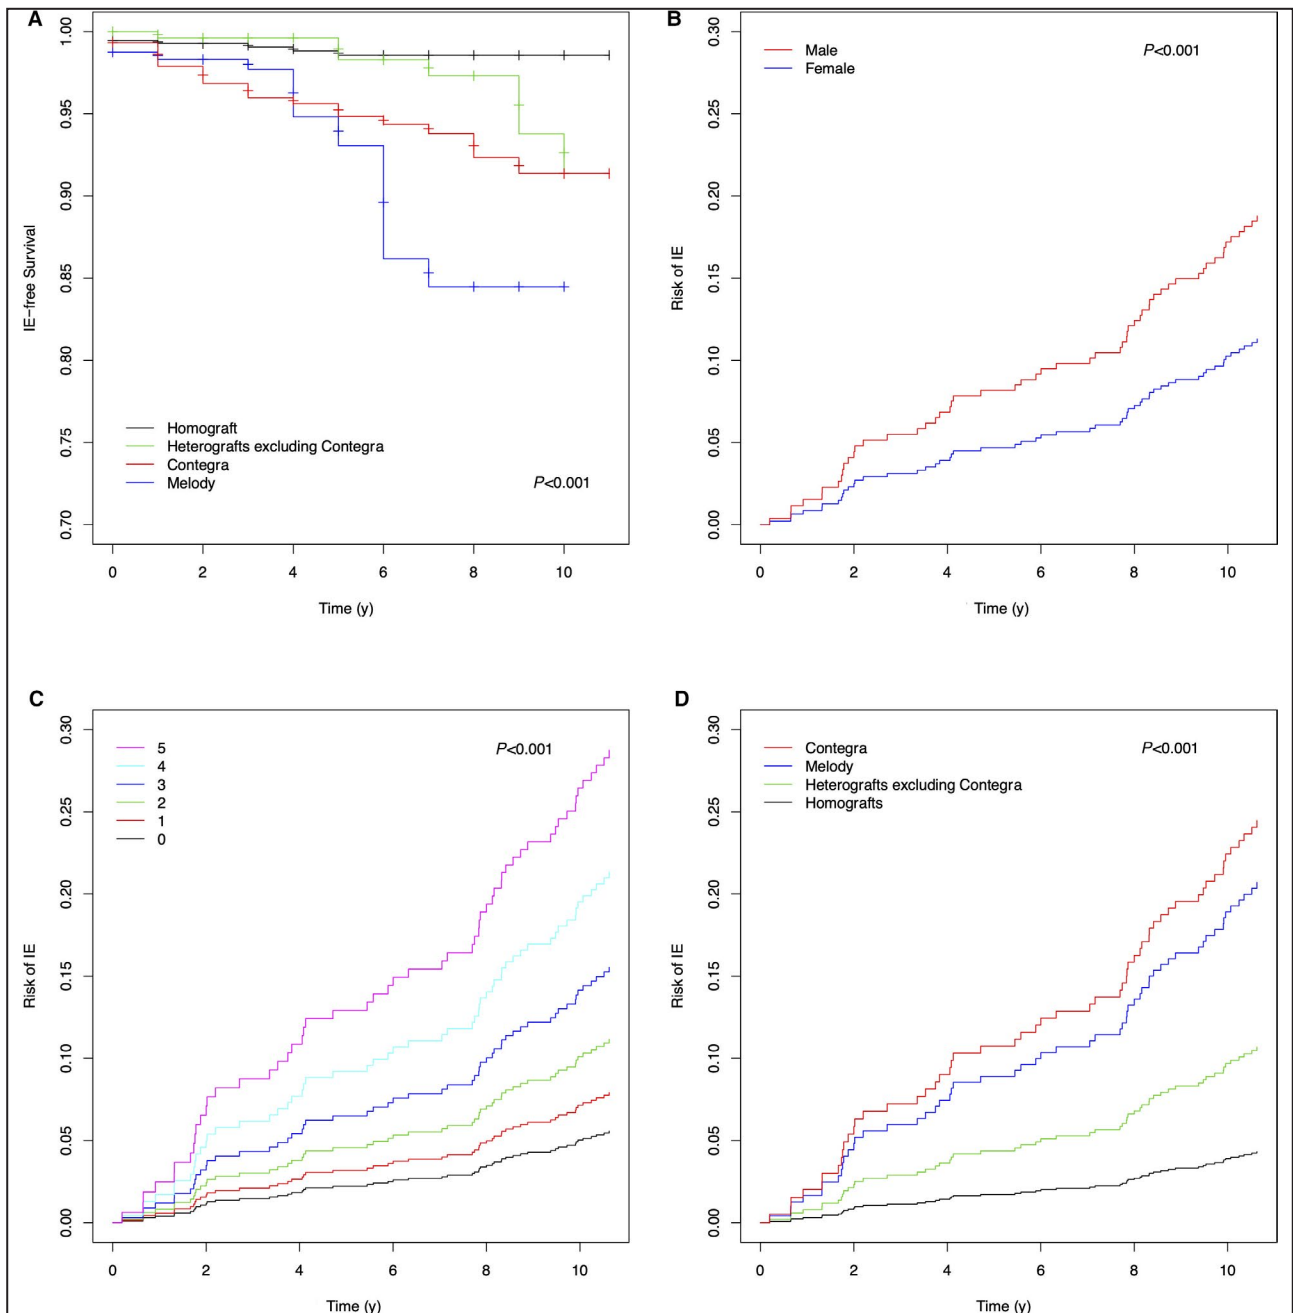 A
1.00
0.95
0.90
0.85
0.80
0.75
0.70
IE-free Survival
Homograft
Heterografts excluding Contegra
Contegra
Melody
P<0.001
0 2 4 6 8 10
Time (y)
B
0.30
0.25
0.20
0.15
0.10
0.05
0.00
Risk of IE
Male
Female
P<0.001
0 2 4 6 8 10
Time (y)
C
0.30
0.25
0.20
0.15
0.10
0.05
0.00
Risk of IE
5
4
3
2
1
0
P<0.001
0 2 4 6 8 10
Time (y)
D
0.30
0.25
0.20
0.15
0.10
0.05
0.00
Risk of IE
Contegra
Melody
Heterografts excluding Contegra
Homografts
P<0.001
0 2 4 6 8 10
Time (y)